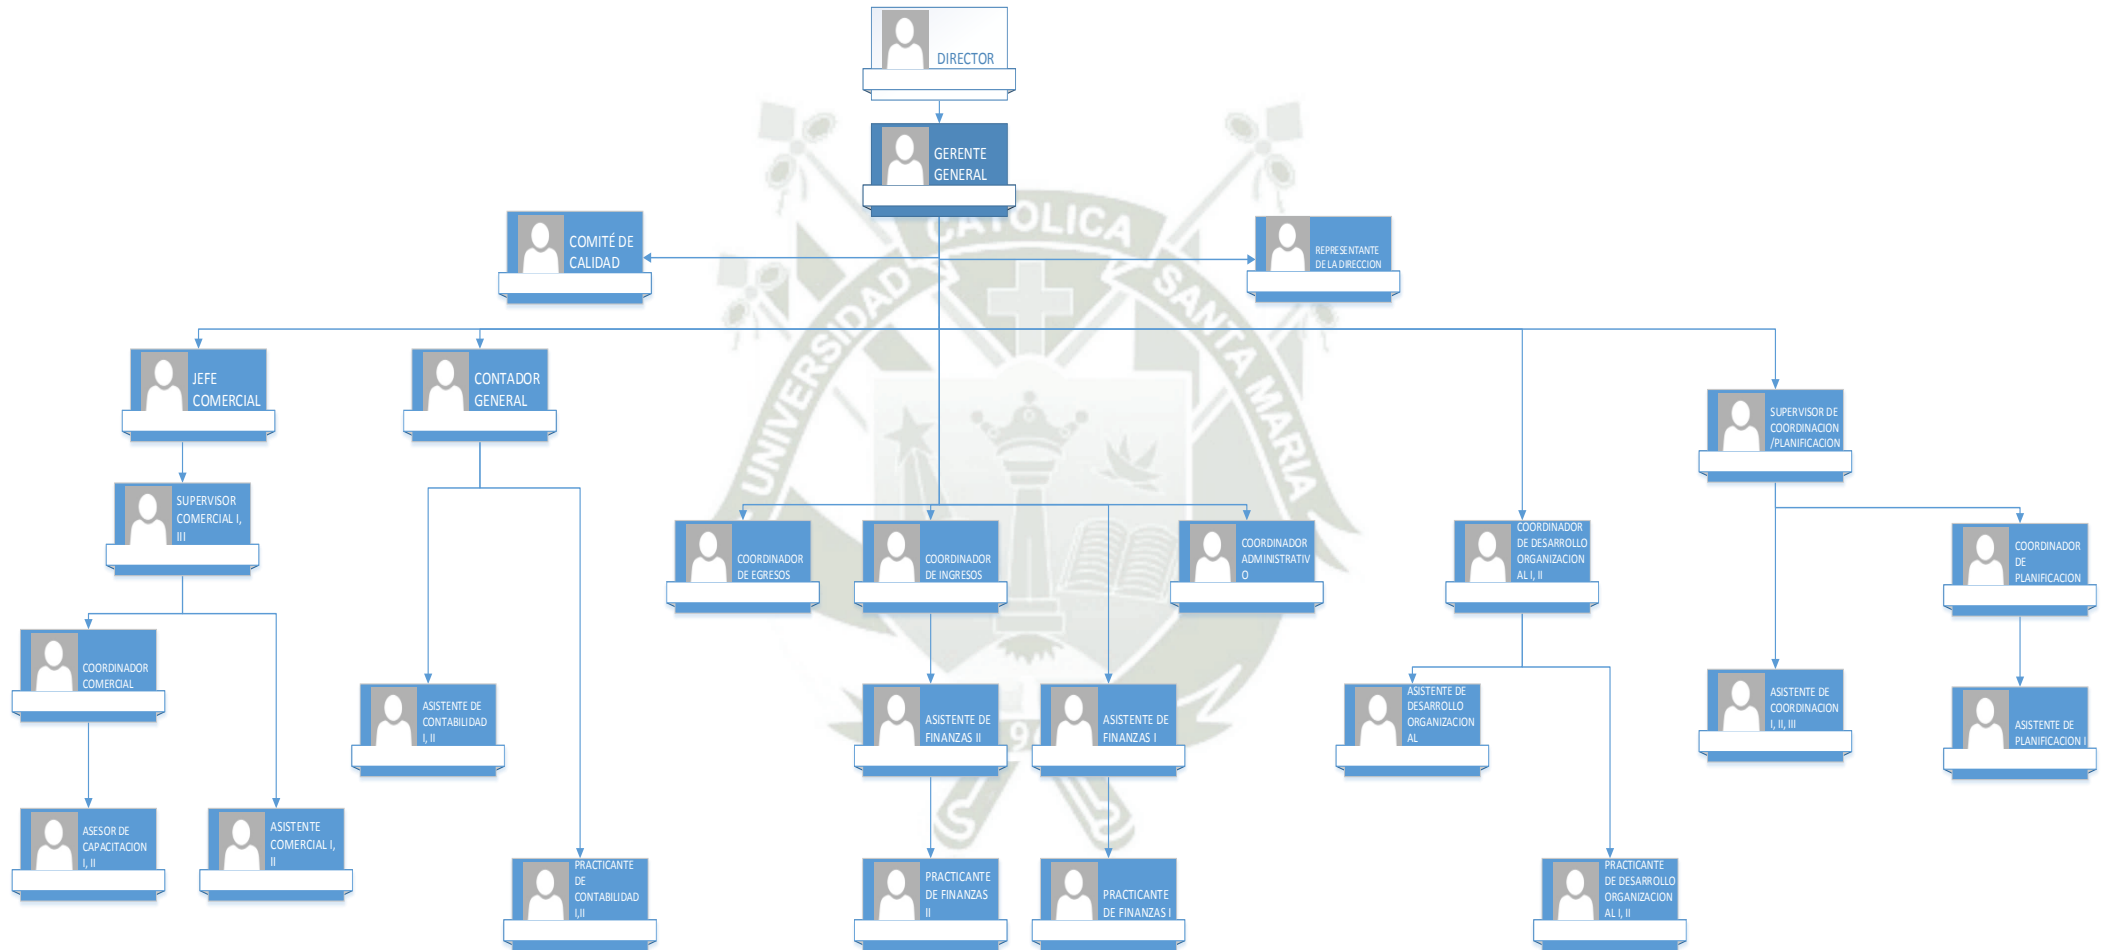 DIRECTOR
GERENTE
GENERAL
COMITÉ DE
CALIDAD
REPRESENTANTE
DE LA DIRECCION
JEFE
COMERCIAL
CONTADOR
GENERAL
SUPERVISOR DE
COORDINACION
/PLANIFICACION
SUPERVISOR
COMERCIAL I,
III
COORDINADOR
DE EGRESOS
COORDINADOR
DE INGRESOS
COORDINADOR
ADMINISTRATIV
O
COORDINADOR
DE DESARROLLO
ORGANIZACION
AL I, II
COORDINADOR
DE
PLANIFICACION
COORDINADOR
COMERCIAL
ASISTENTE DE
CONTABILIDAD
I, II
ASISTENTE DE
FINANZAS II
ASISTENTE DE
FINANZAS I
ASISTENTE DE
DESARROLLO
ORGANIZACION
AL
ASISTENTE DE
COORDINACION
I, II, III
ASISTENTE DE
PLANIFICACION I
ASESOR DE
CAPACITACION
I, II
ASISTENTE
COMERCIAL I,
II
PRACTICANTE
DE
CONTABILIDAD
I,II
PRACTICANTE
DE FINANZAS
II
PRACTICANTE
DE FINANZAS I
PRACTICANTE
DE DESARROLLO
ORGANIZACION
AL I, II
UNIVERSIDAD CATOLICA SANTA MARIA